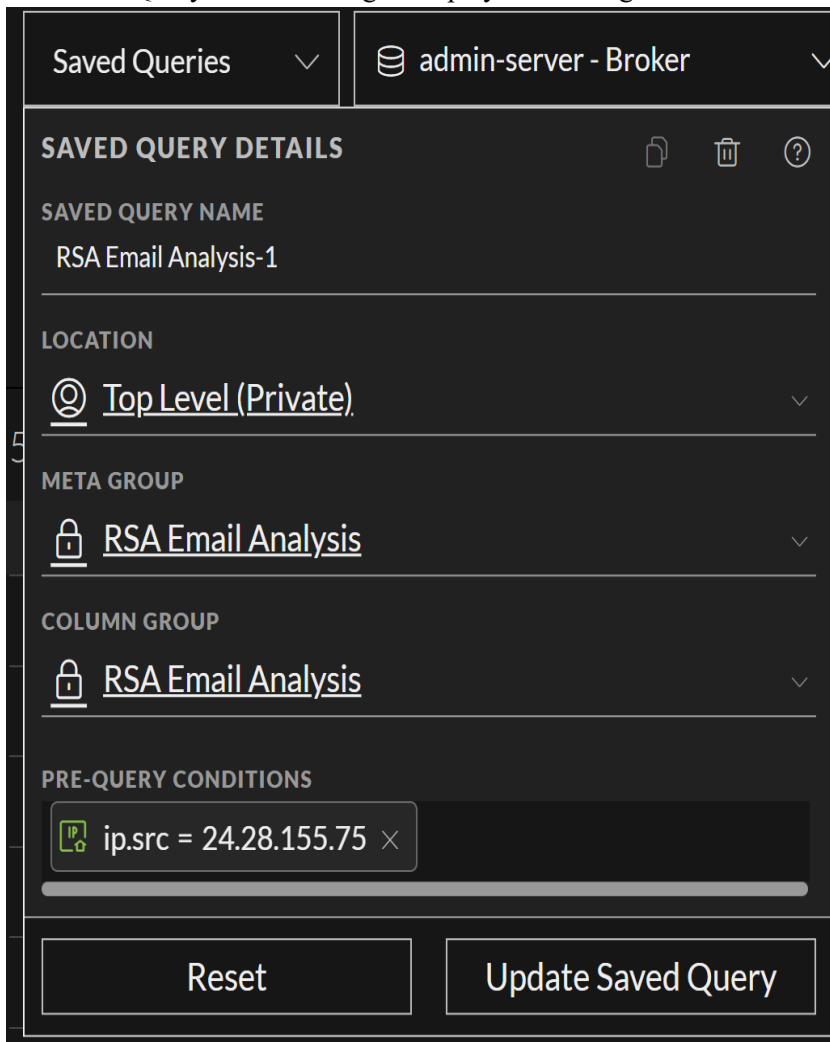 Saved Queries
admin-server - Broker
SAVED QUERY DETAILS
SAVED QUERY NAME
RSA Email Analysis-1
LOCATION
Top Level (Private)
5
META GROUP
RSA Email Analysis
COLUMN GROUP
RSA Email Analysis
PRE-QUERY CONDITIONS
IP ip.src = 24.28.155.75
Reset
Update Saved Query